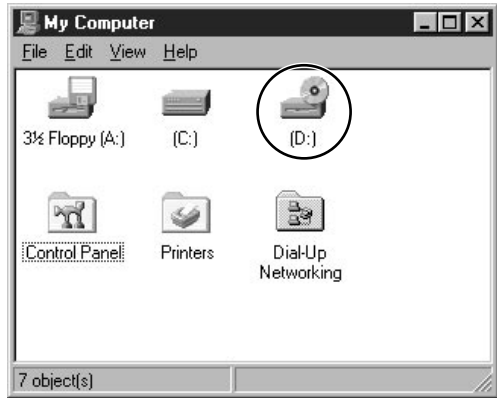 My Computer
File Edit View Help
3½ Floppy (A:) (C:) (D:)
Control Panel Printers Dial-Up
Networking
7 object(s)